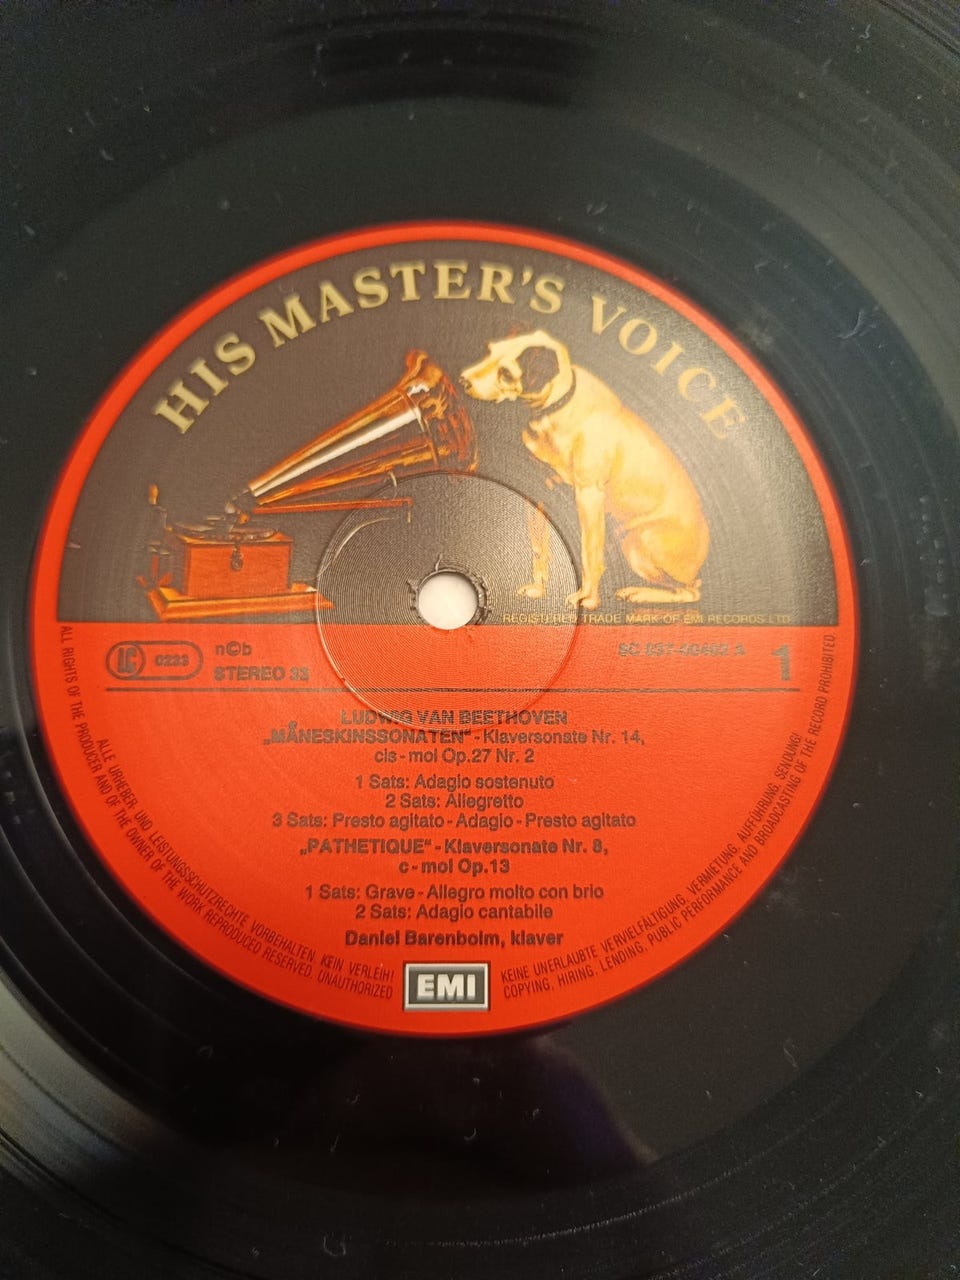 HIS MASTER'S VOICE
REGISTERED TRADE MARK OF EMI RECORDS LTD
LC 0233
n©b
STEREO 33
1
LUDWIG VAN BEETHOVEN
„MÅNESKINSSONATEN" - Klaversonate Nr. 14,
cis - mol Op.27 Nr. 2
1 Sats: Adagio sostenuto
2 Sats: Allegretto
3 Sats: Presto agitato - Adagio - Presto agitato
„PATHETIQUE" - Klaversonate Nr. 8,
c - mol Op.13
1 Sats: Grave - Allegro molto con brio
2 Sats: Adagio cantabile
Daniel Barenboim, klaver
EMI
ALLE URHEBER- UND LEISTUNGSSCHUTZRECHTE VORBEHALTEN. KEIN VERLEIH! KEINE UNERLAUBTE VERVIELFÄLTIGUNG, VERMIETUNG, AUFFÜHRUNG, SENDUNG!
ALL RIGHTS OF THE PRODUCER AND OF THE OWNER OF THE WORK REPRODUCED RESERVED. UNAUTHORIZED COPYING, HIRING, LENDING, PUBLIC PERFORMANCE AND BROADCASTING OF THE RECORD PROHIBITED